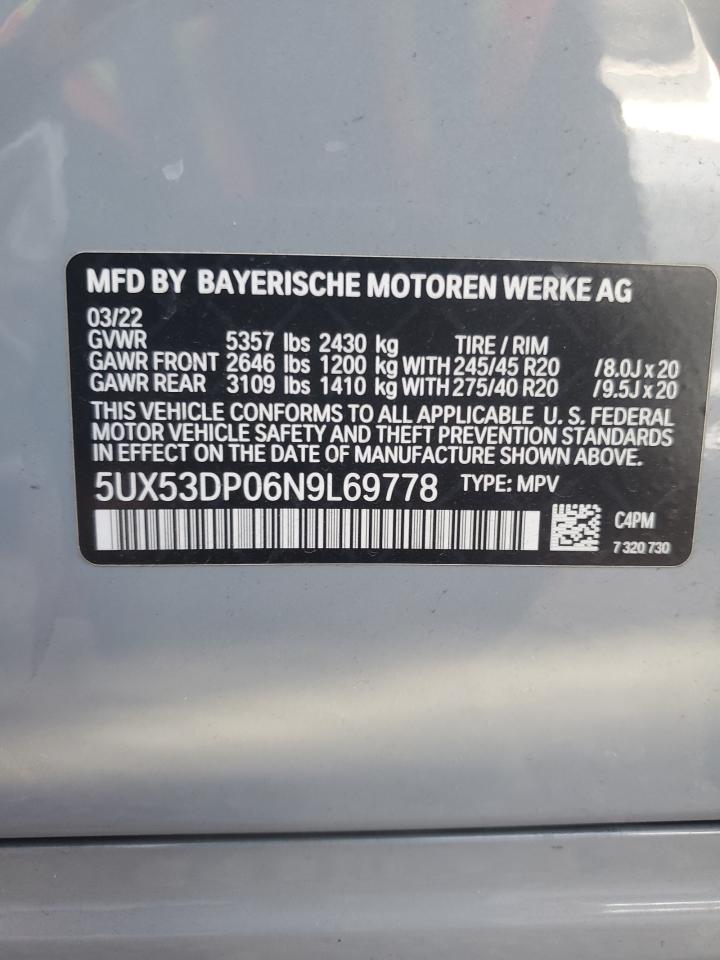 MFD BY BAYERISCHE MOTOREN WERKE AG
03/22
GVWR 5357 lbs 2430 kg TIRE / RIM
GAWR FRONT 2646 lbs 1200 kg WITH 245/45 R20 /8.0J x 20
GAWR REAR 3109 lbs 1410 kg WITH 275/40 R20 /9.5J x 20
THIS VEHICLE CONFORMS TO ALL APPLICABLE U. S. FEDERAL
MOTOR VEHICLE SAFETY AND THEFT PREVENTION STANDARDS
IN EFFECT ON THE DATE OF MANUFACTURE SHOWN ABOVE.
5UX53DP06N9L69778 TYPE: MPV
C4PM
7 320 730